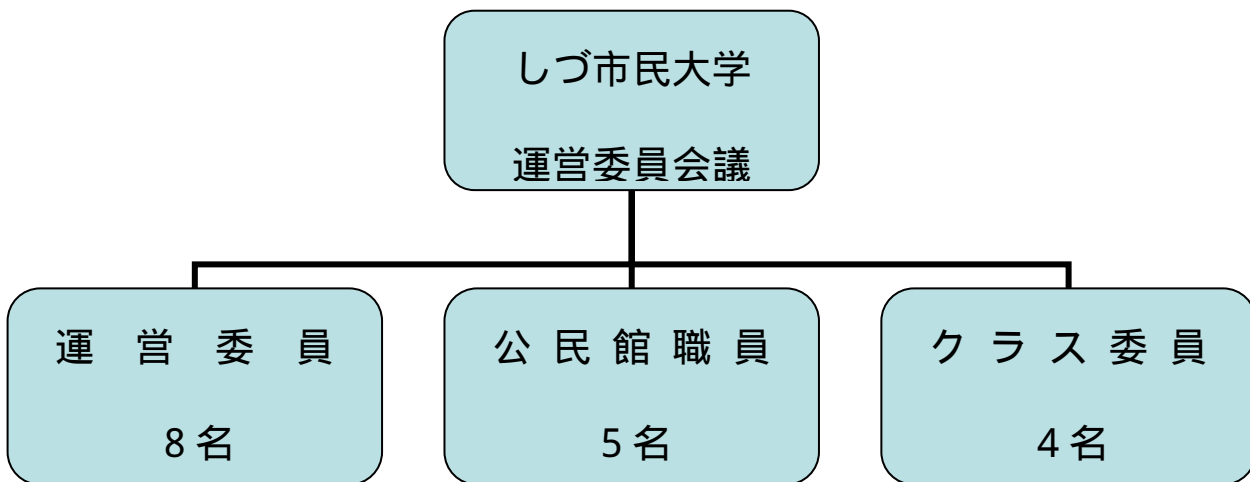 しづ市民大学
運営委員会議
運 営 委 員
公 民 館 職 員
ク ラ ス 委 員
8 名
5 名
4 名